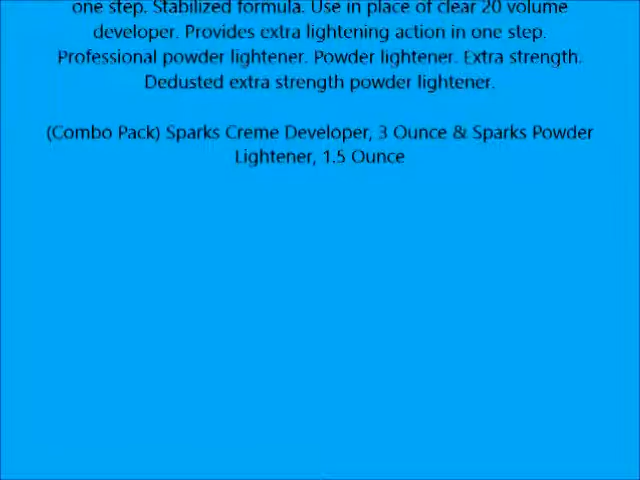 one step. Stabilized formula. Use in place of clear 20 volume
developer. Provides extra lightening action in one step.
Professional powder lightener. Powder lightener. Extra strength.
Dedusted extra strength powder lightener.
(Combo Pack) Sparks Creme Developer, 3 Ounce & Sparks Powder
Lightener, 1.5 Ounce